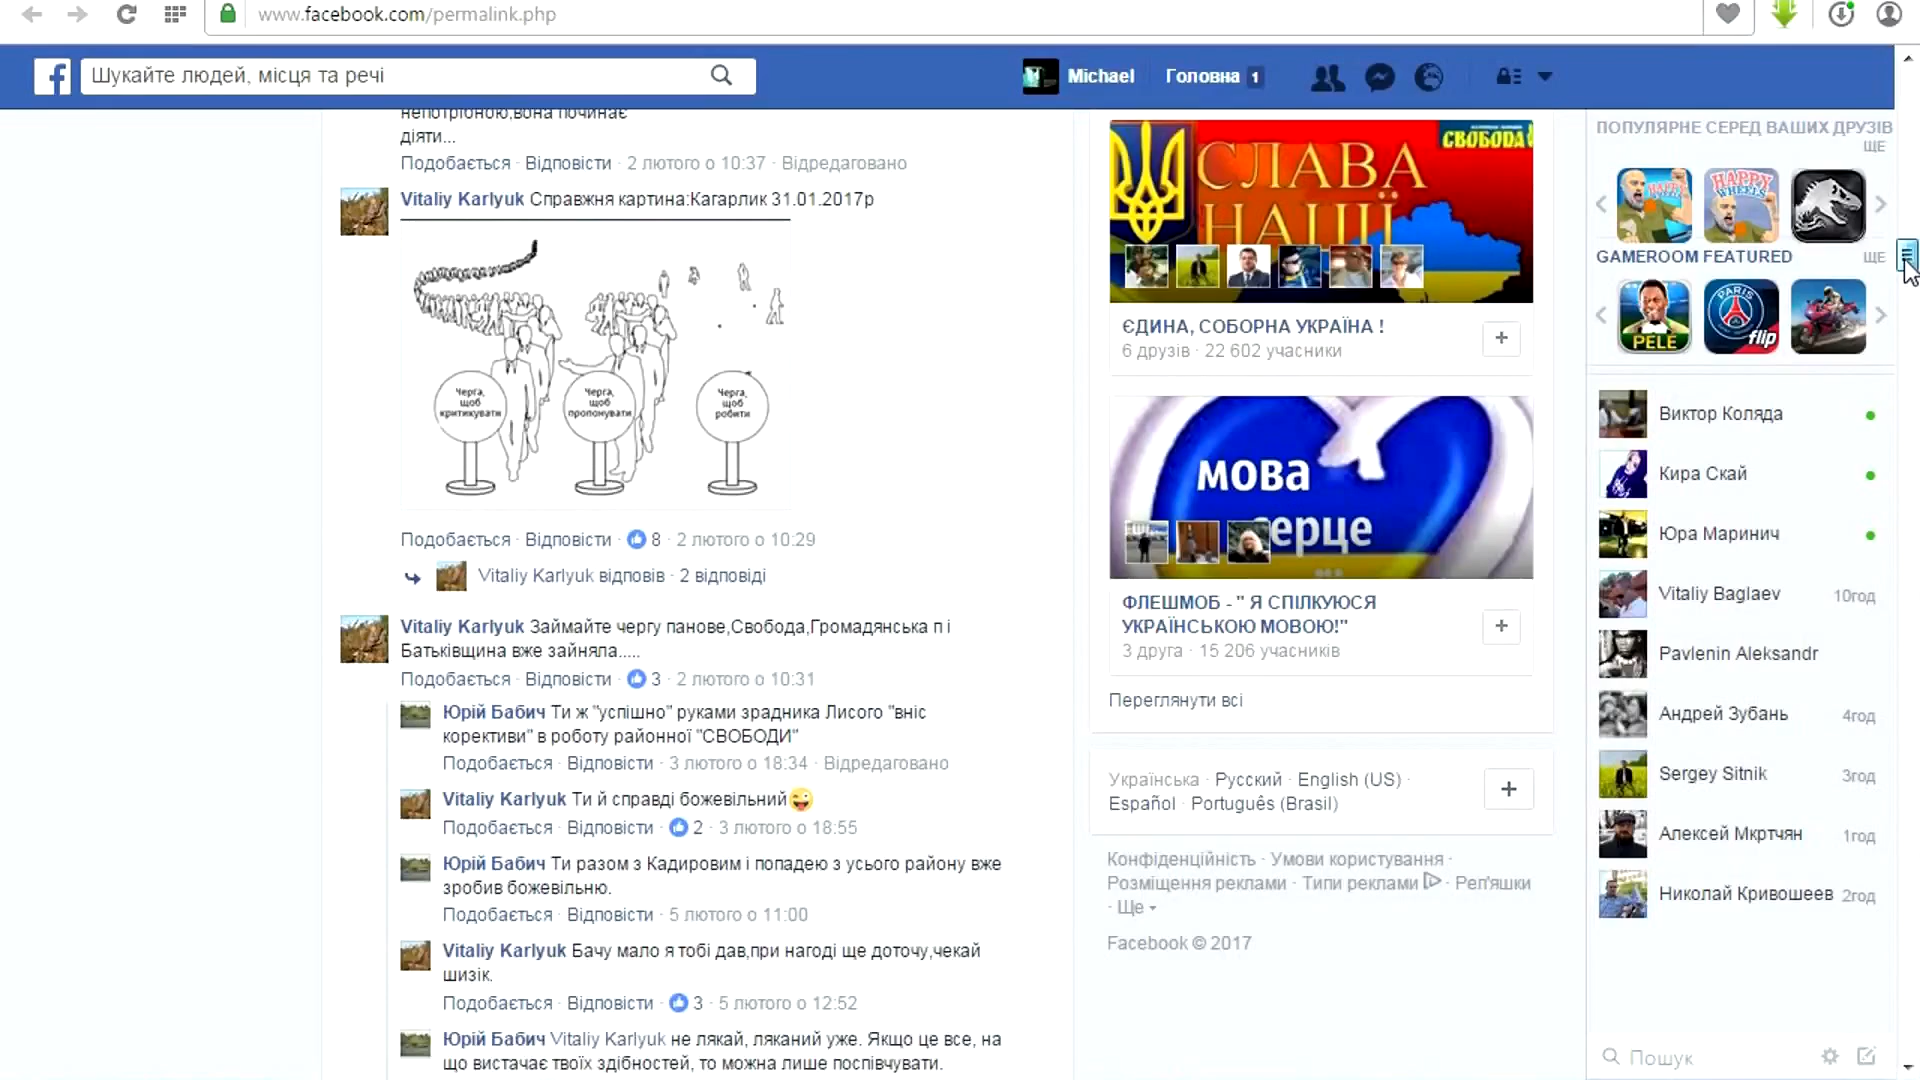 www.facebook.com/permalink.php
Шукайте людей, місця та речі
Michael
Головна 1
непотрібною,вона починає
діяти...
Подобається · Відповісти · 2 лютого о 10:37 · Відредаговано
Vitaliy Karlyuk Справжня картина:Кагарлик 31.01.2017р
Черга, щоб критикувати
Черга, щоб пропонувати
Черга, щоб робити
Подобається · Відповісти · 8 · 2 лютого о 10:29
Vitaliy Karlyuk відповів · 2 відповіді
Vitaliy Karlyuk Займайте чергу панове,Свобода,Громадянська п і
Батьківщина вже зайняла.....
Подобається · Відповісти · 3 · 2 лютого о 10:31
Юрій Бабич Ти ж "успішно" руками зрадника Лисого "вніс
корективи" в роботу районної "СВОБОДИ"
Подобається · Відповісти · 3 лютого о 18:34 · Відредаговано
Vitaliy Karlyuk Ти й справді божевільний😜
Подобається · Відповісти · 2 · 3 лютого о 18:55
Юрій Бабич Ти разом з Кадировим і попадею з усього району вже
зробив божевільню.
Подобається · Відповісти · 5 лютого о 11:00
Vitaliy Karlyuk Бачу мало я тобі дав,при нагоді ще доточу,чекай
шизік.
Подобається · Відповісти · 3 · 5 лютого о 12:52
Юрій Бабич Vitaliy Karlyuk не лякай, ляканий уже. Якщо це все, на
що вистачає твоїх здібностей, то можна лише поспівчувати.
СВОБОДА
СЛАВА
НАЦІЇ
ЄДИНА, СОБОРНА УКРАЇНА !
6 друзів · 22 602 учасники
мова
серце
ФЛЕШМОБ - " Я СПІЛКУЮСЯ
УКРАЇНСЬКОЮ МОВОЮ!"
3 друга · 15 206 учасників
Переглянути всі
Українська · Русский · English (US) ·
Español · Português (Brasil)
Конфіденційність · Умови користування ·
Розміщення реклами · Типи реклами · Реп'яшки
· Ще
Facebook © 2017
ПОПУЛЯРНЕ СЕРЕД ВАШИХ ДРУЗІВ
ЩЕ
HAPPY
HAPPY WHEELS
GAMEROOM FEATURED ЩЕ
PELE
PARIS
flip
Виктор Коляда
Кира Скай
Юра Маринич
Vitaliy Baglaev 10год
Pavlenin Aleksandr
Андрей Зубань 4год
Sergey Sitnik 3год
Алексей Мкртчян 1год
Николай Кривошеев 2год
Пошук